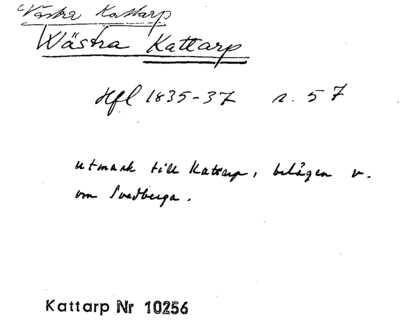 Västra Kattarp
Wästra Kattarp
Hfl 1835-37 s. 57
utmark till Kattarp, belägen v.
om Svedberga.
Kattarp Nr 10256